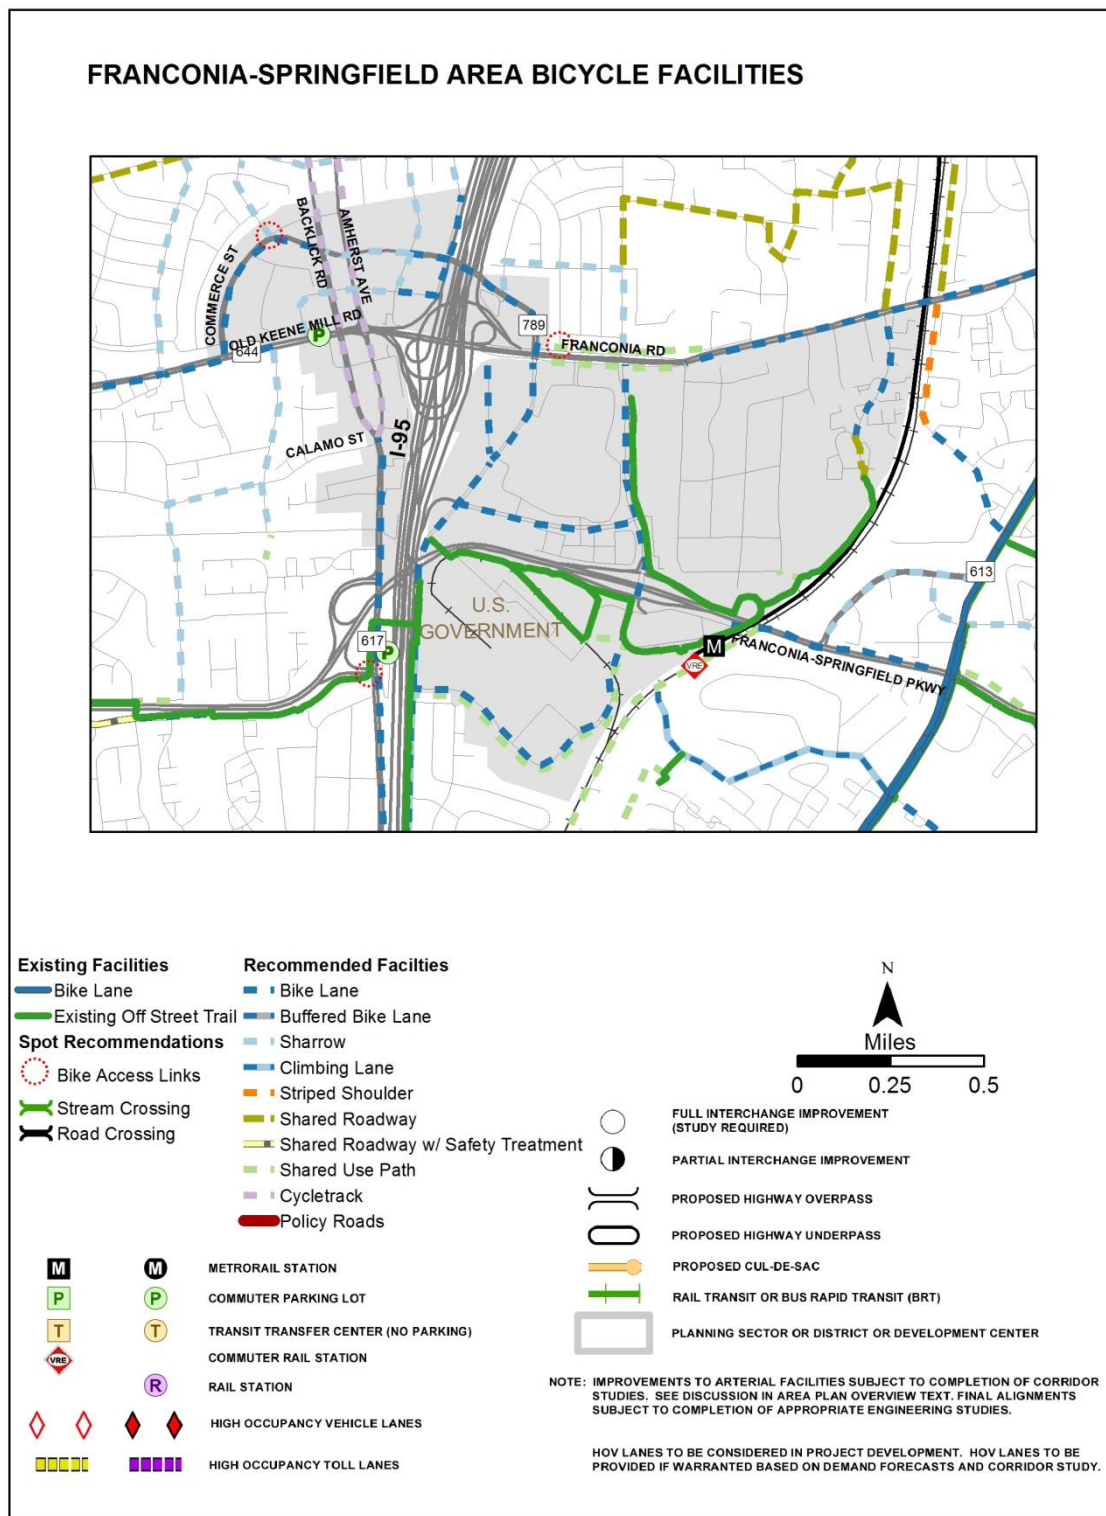 FRANCONIA-SPRINGFIELD AREA BICYCLE FACILITIES
COMMERCE ST
BACKLICK RD
AMHERST AVE
OLD KEENE MILL RD
644
P
789
FRANCONIA RD
CALAMO ST
I-95
U.S.
GOVERNMENT
613
617
P
M
VRE
FRANCONIA-SPRINGFIELD PKWY
Existing Facilities
Bike Lane
Existing Off Street Trail
Spot Recommendations
Bike Access Links
Stream Crossing
Road Crossing
Recommended Facilties
Bike Lane
Buffered Bike Lane
Sharrow
Climbing Lane
Striped Shoulder
Shared Roadway
Shared Roadway w/ Safety Treatment
Shared Use Path
Cycletrack
Policy Roads
N
Miles
0 0.25 0.5
FULL INTERCHANGE IMPROVEMENT
(STUDY REQUIRED)
PARTIAL INTERCHANGE IMPROVEMENT
PROPOSED HIGHWAY OVERPASS
PROPOSED HIGHWAY UNDERPASS
PROPOSED CUL-DE-SAC
RAIL TRANSIT OR BUS RAPID TRANSIT (BRT)
PLANNING SECTOR OR DISTRICT OR DEVELOPMENT CENTER
M M METRORAIL STATION
P P COMMUTER PARKING LOT
T T TRANSIT TRANSFER CENTER (NO PARKING)
VRE COMMUTER RAIL STATION
R RAIL STATION
HIGH OCCUPANCY VEHICLE LANES
HIGH OCCUPANCY TOLL LANES
NOTE: IMPROVEMENTS TO ARTERIAL FACILITIES SUBJECT TO COMPLETION OF CORRIDOR
STUDIES. SEE DISCUSSION IN AREA PLAN OVERVIEW TEXT. FINAL ALIGNMENTS
SUBJECT TO COMPLETION OF APPROPRIATE ENGINEERING STUDIES.
HOV LANES TO BE CONSIDERED IN PROJECT DEVELOPMENT. HOV LANES TO BE
PROVIDED IF WARRANTED BASED ON DEMAND FORECASTS AND CORRIDOR STUDY.